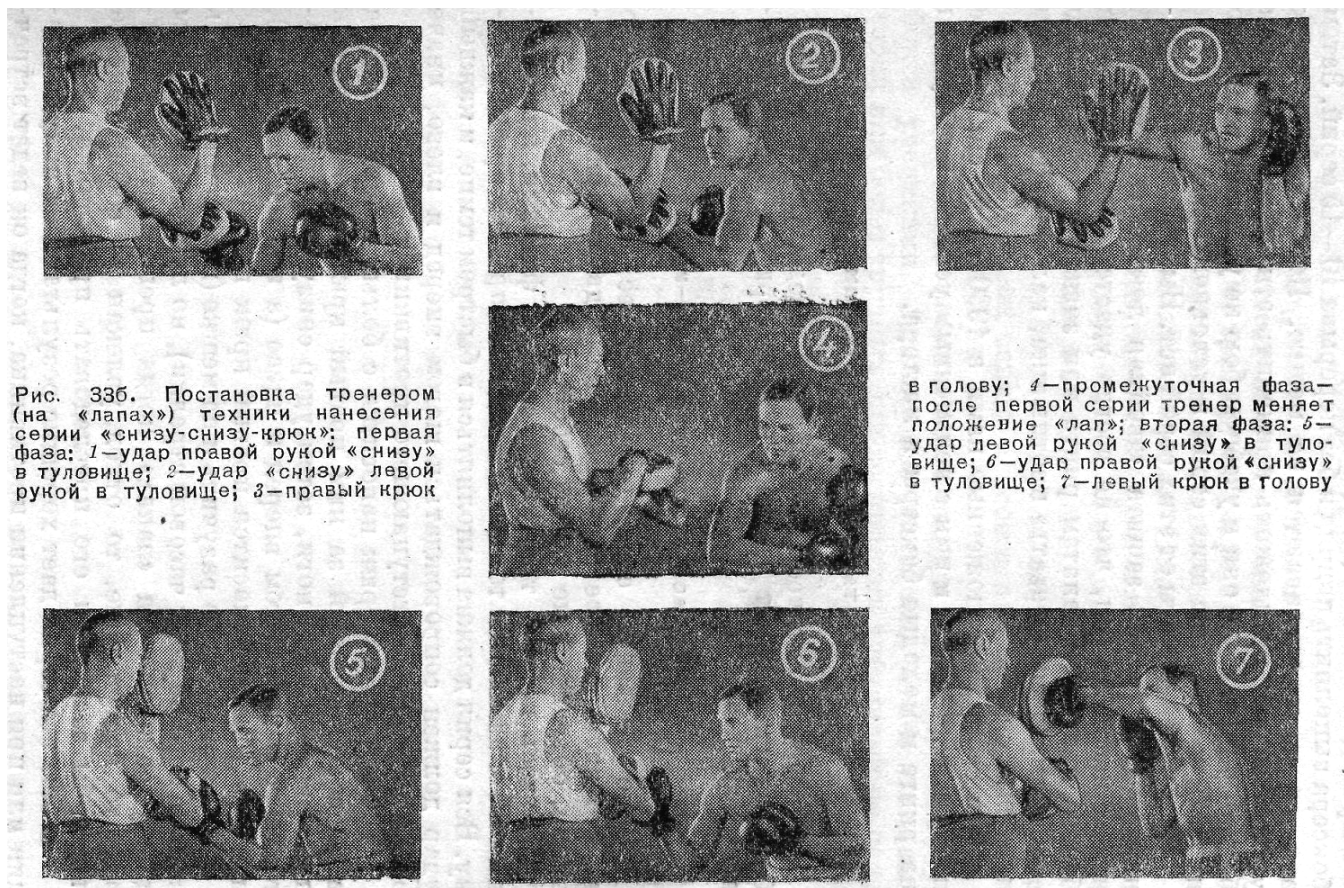 1
2
3
Рис. 33б. Постановка тренером
(на «лапах») техники нанесения
серии «снизу-снизу-крюк»: первая
фаза: 1—удар правой рукой «снизу»
в туловище; 2—удар «снизу» левой
рукой в туловище; 3—правый крюк
4
в голову; 4—промежуточная фаза—
после первой серии тренер меняет
положение «лап»; вторая фаза: 5—
удар левой рукой «снизу» в туло-
вище; 6—удар правой рукой «снизу»
в туловище; 7—левый крюк в голову
5
6
7